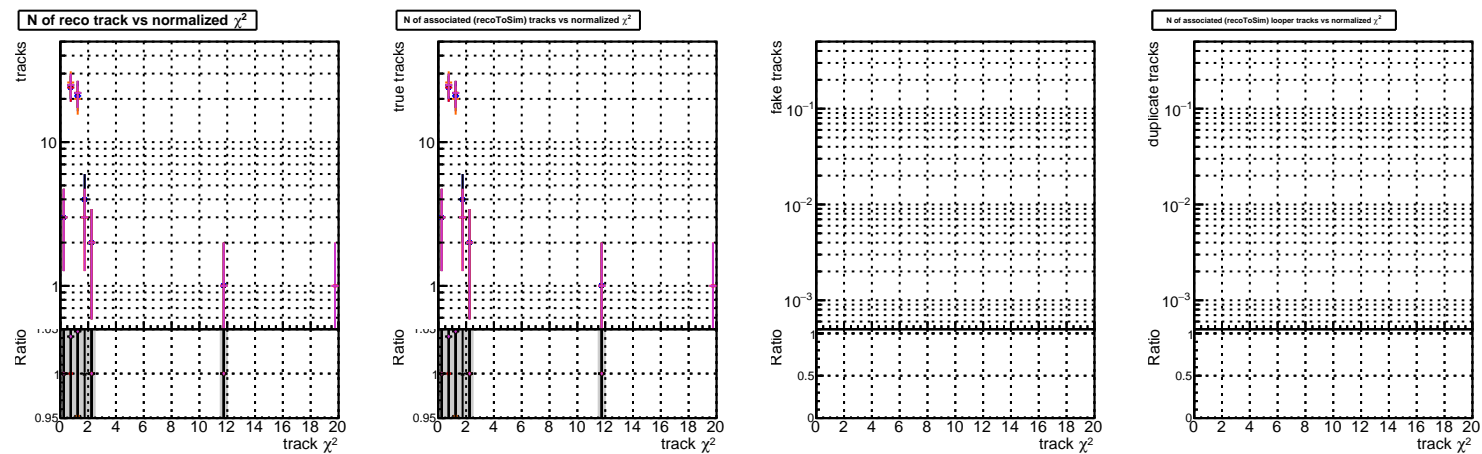 N of reco track vs normalized χ²
tracks
10
1
Ratio
1.05
1
0.95
0 2 4 6 8 10 12 14 16 18 20
track χ²
N of associated (recoToSim) tracks vs normalized χ²
true tracks
10
1
Ratio
1.05
1
0.95
0 2 4 6 8 10 12 14 16 18 20
track χ²
fake tracks
10⁻¹
10⁻²
10⁻³
Ratio
1
0.5
0
0 2 4 6 8 10 12 14 16 18 20
track χ²
N of associated (recoToSim) looper tracks vs normalized χ²
duplicate tracks
10⁻¹
10⁻²
10⁻³
Ratio
1
0.5
0
0 2 4 6 8 10 12 14 16 18 20
track χ²